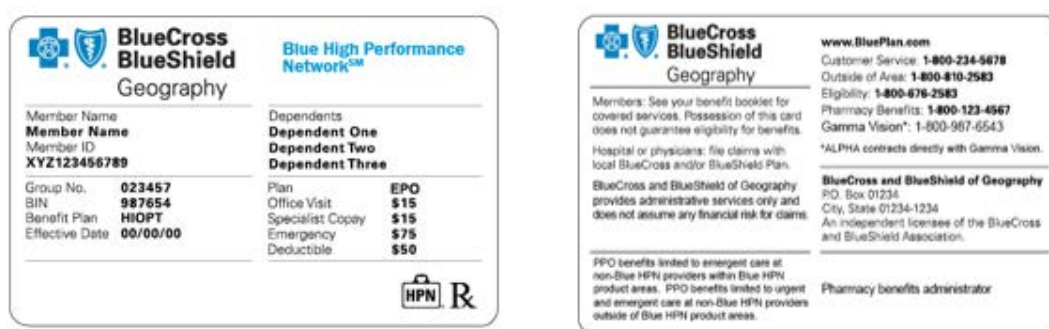 BlueCross
BlueShield
Geography
Blue High Performance
Network℠
Member Name
Member Name
Member ID
XYZ123456789
Dependents
Dependent One
Dependent Two
Dependent Three
Group No. 023457
BIN 987654
Benefit Plan HIOPT
Effective Date 00/00/00
Plan EPO
Office Visit $15
Specialist Copay $15
Emergency $75
Deductible $50
HPN Rx
BlueCross
BlueShield
Geography
Members: See your benefit booklet for
covered services. Possession of this card
does not guarantee eligibility for benefits.
Hospital or physicians: file claims with
local BlueCross and/or BlueShield Plan.
BlueCross and BlueShield of Geography
provides administrative services only and
does not assume any financial risk for claims.
PPO benefits limited to emergent care at
non-Blue HPN providers within Blue HPN
product areas. PPO benefits limited to urgent
and emergent care at non-Blue HPN providers
outside of Blue HPN product areas.
www.BluePlan.com
Customer Service: 1-800-234-5678
Outside of Area: 1-800-810-2583
Eligibility: 1-800-676-2583
Pharmacy Benefits: 1-800-123-4567
Gamma Vision*: 1-800-987-6543
*ALPHA contracts directly with Gamma Vision.
BlueCross and BlueShield of Geography
P.O. Box 01234
City, State 01234-1234
An independent licensee of the BlueCross
and BlueShield Association.
Pharmacy benefits administrator